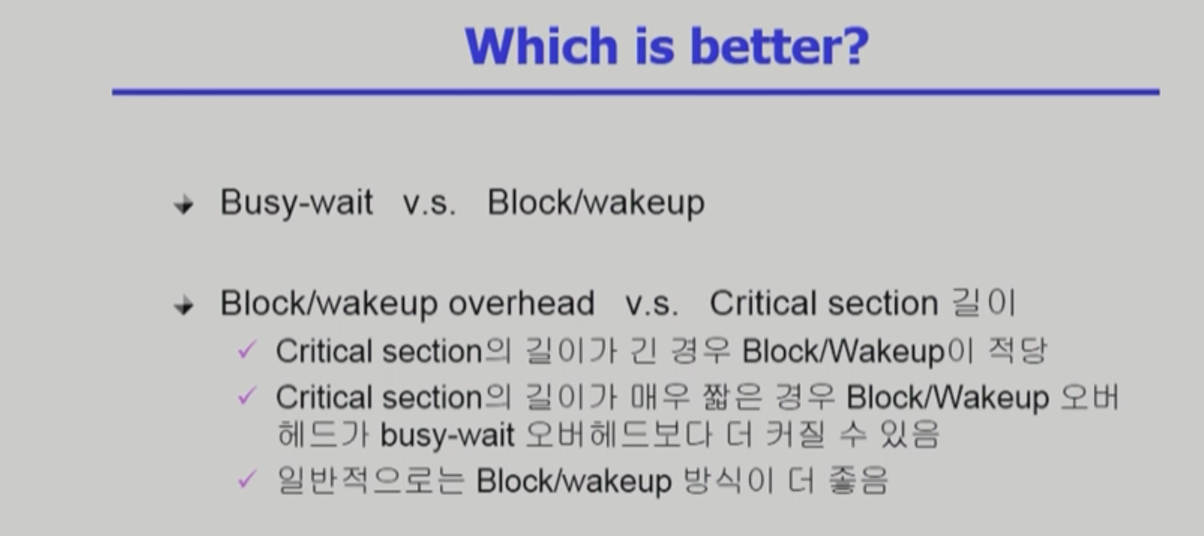 Which is better?
Busy-wait v.s. Block/wakeup
Block/wakeup overhead v.s. Critical section 길이
Critical section의 길이가 긴 경우 Block/Wakeup이 적당
Critical section의 길이가 매우 짧은 경우 Block/Wakeup 오버
헤드가 busy-wait 오버헤드보다 더 커질 수 있음
일반적으로는 Block/wakeup 방식이 더 좋음